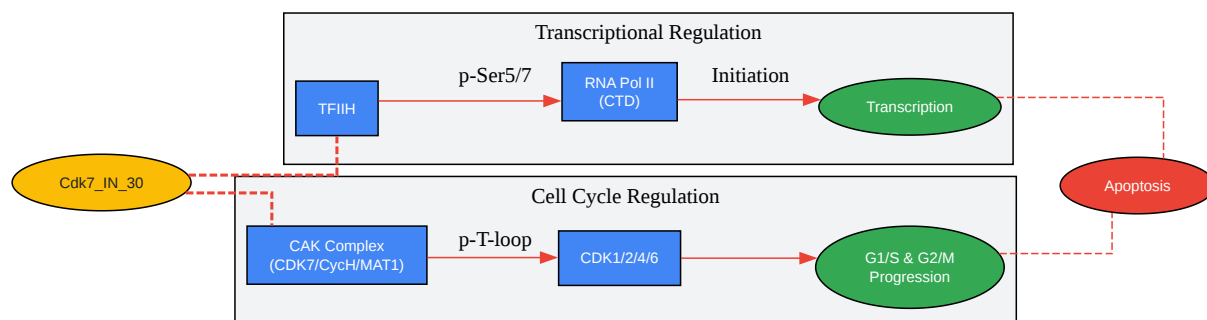 Transcriptional Regulation
TFIIH
p-Ser5/7
RNA Pol II
(CTD)
Initiation
Transcription
Cdk7_IN_30
Apoptosis
Cell Cycle Regulation
CAK Complex
(CDK7/CycH/MAT1)
p-T-loop
CDK1/2/4/6
G1/S & G2/M
Progression